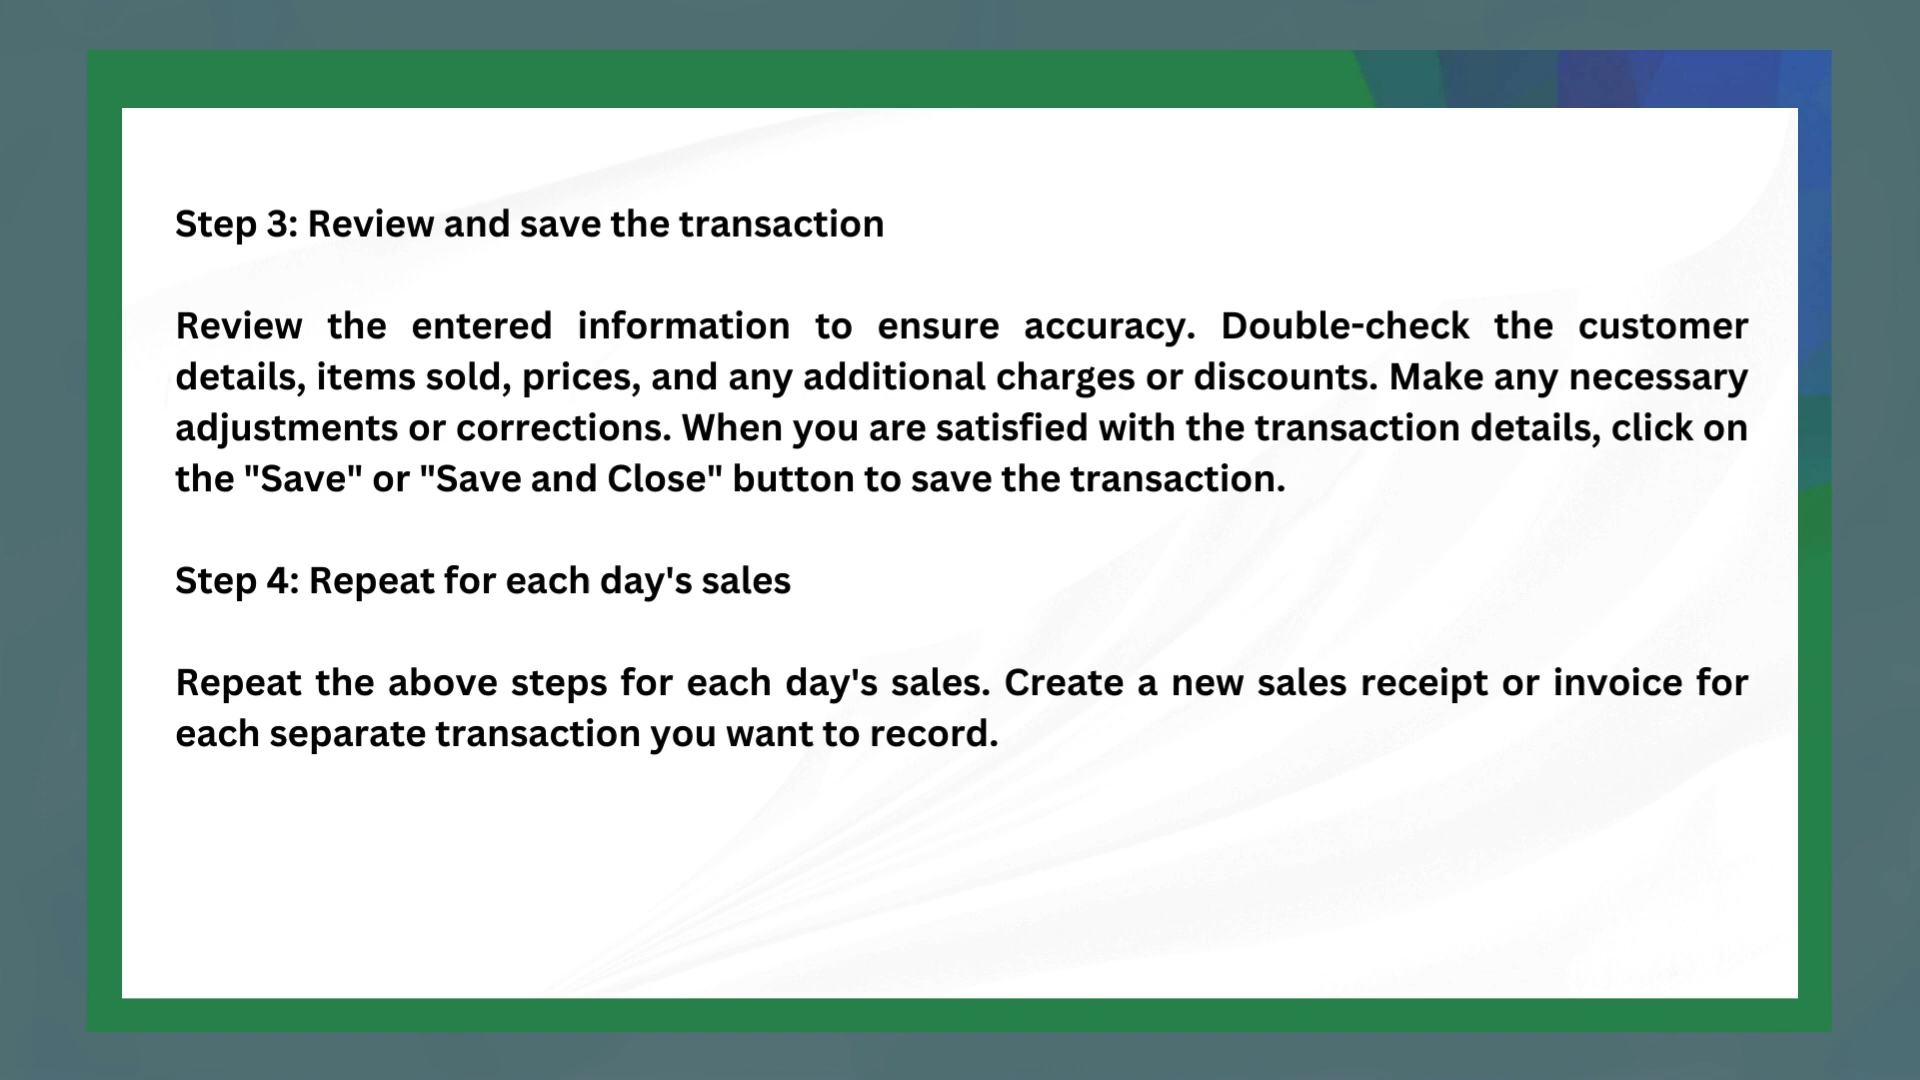 Step 3: Review and save the transaction
Review the entered information to ensure accuracy. Double-check the customer
details, items sold, prices, and any additional charges or discounts. Make any necessary
adjustments or corrections. When you are satisfied with the transaction details, click on
the "Save" or "Save and Close" button to save the transaction.
Step 4: Repeat for each day's sales
Repeat the above steps for each day's sales. Create a new sales receipt or invoice for
each separate transaction you want to record.